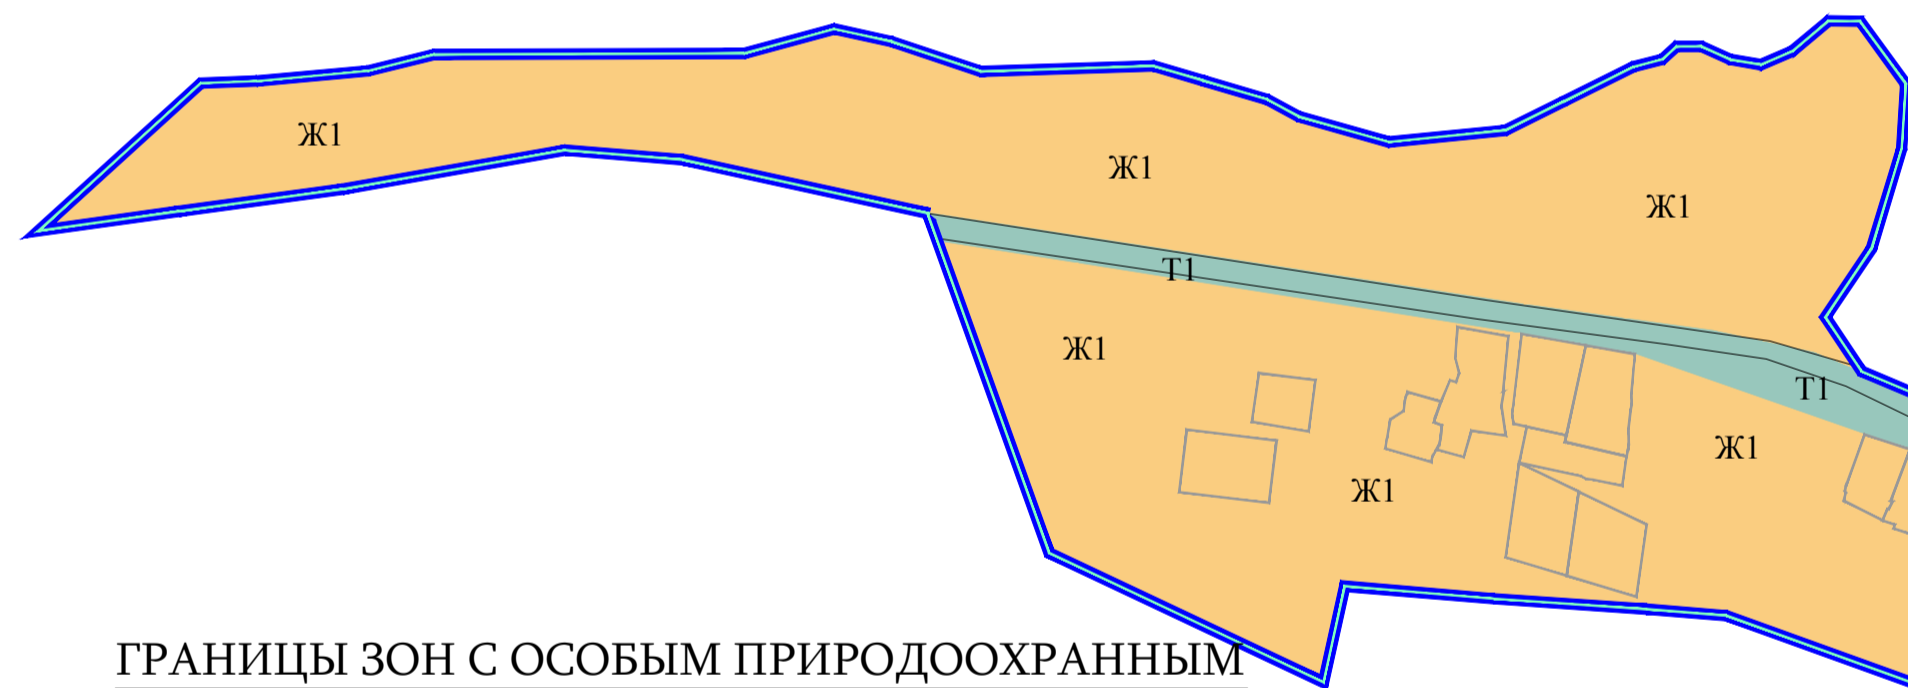 Ж1
Ж1
Ж1
Т1
Ж1
Т1
Ж1
Ж1
ГРАНИЦЫ ЗОН С ОСОБЫМ ПРИРОДООХРАННЫМ